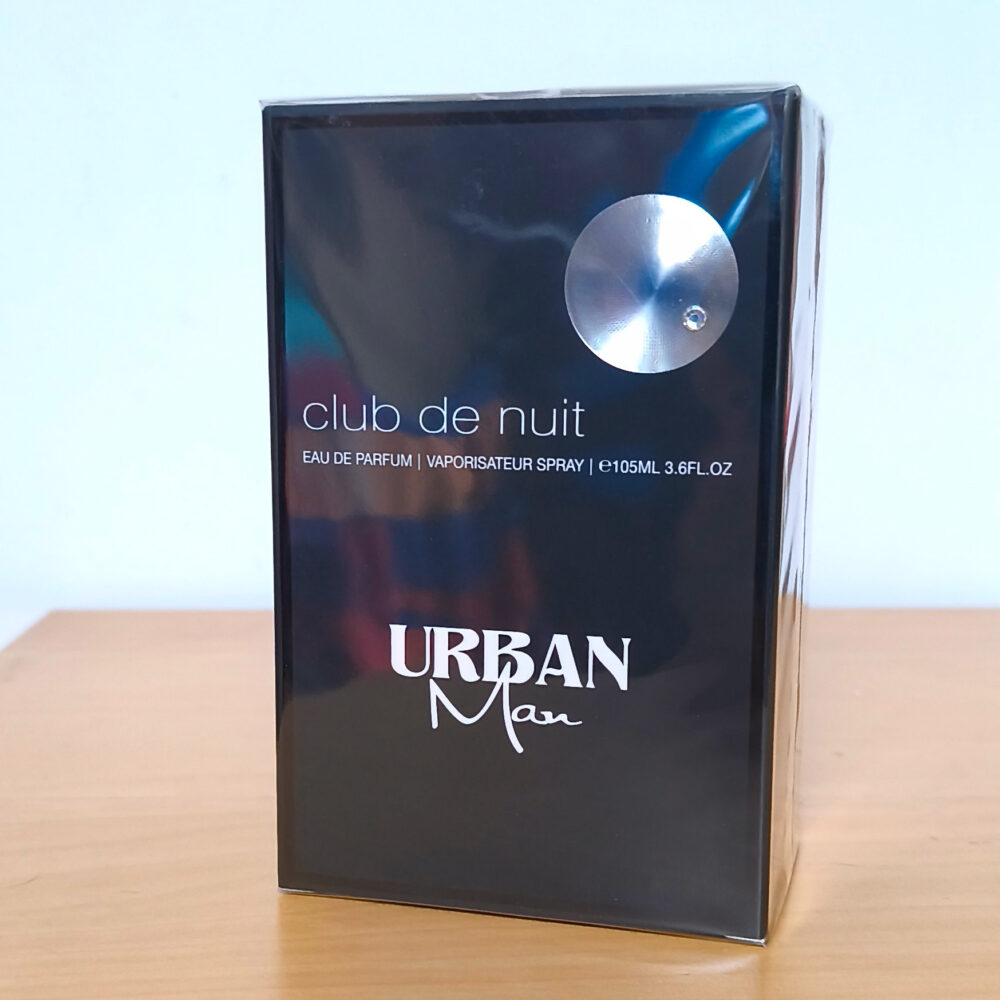 club de nuit
EAU DE PARFUM | VAPORISATEUR SPRAY | ℮105ML 3.6FL.OZ
URBAN
Man